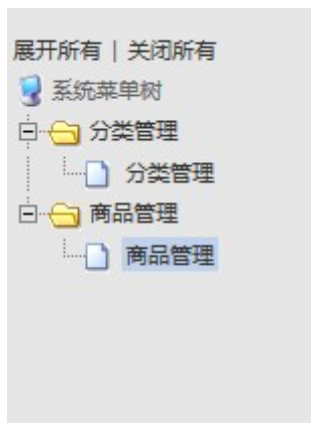 展开所有 | 关闭所有
系统菜单树
分类管理
分类管理
商品管理
商品管理